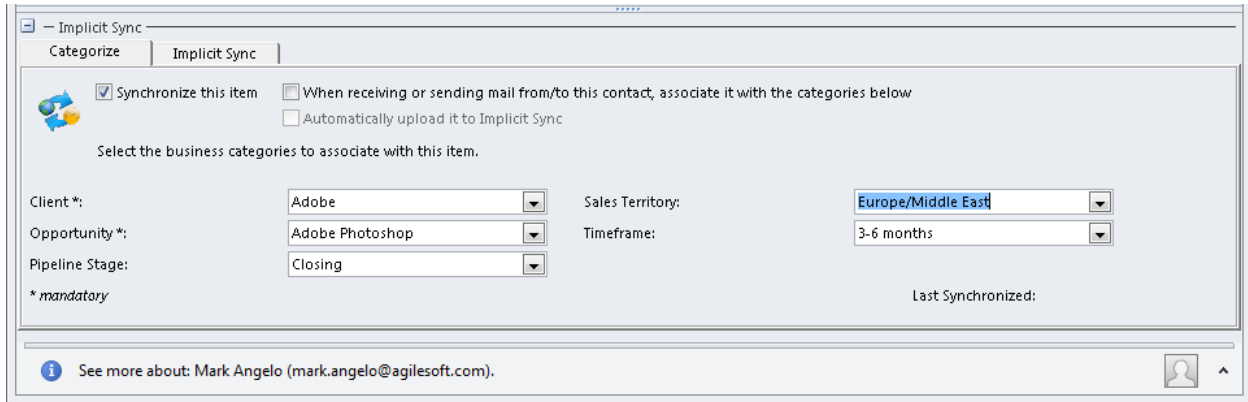 Implicit Sync
Categorize Implicit Sync
Synchronize this item When receiving or sending mail from/to this contact, associate it with the categories below
Automatically upload it to Implicit Sync
Select the business categories to associate with this item.
Client *: Adobe Sales Territory: Europe/Middle East
Opportunity *: Adobe Photoshop Timeframe: 3-6 months
Pipeline Stage: Closing
* mandatory Last Synchronized:
See more about: Mark Angelo (mark.angelo@agilesoft.com).